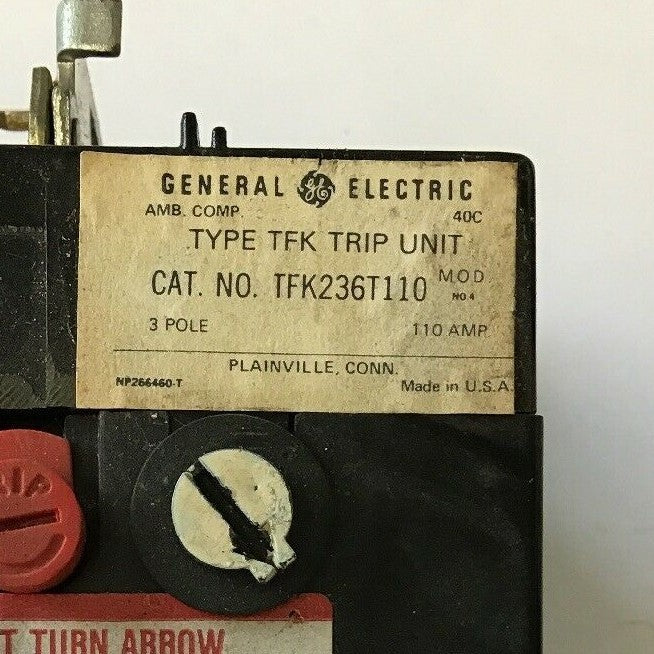 GENERAL GE ELECTRIC
AMB. COMP. 40C
TYPE TFK TRIP UNIT
CAT. NO. TFK236T110 MOD
NO 4
3 POLE 110 AMP
PLAINVILLE, CONN.
NP266460-T Made in U.S.A
TURN ARROW